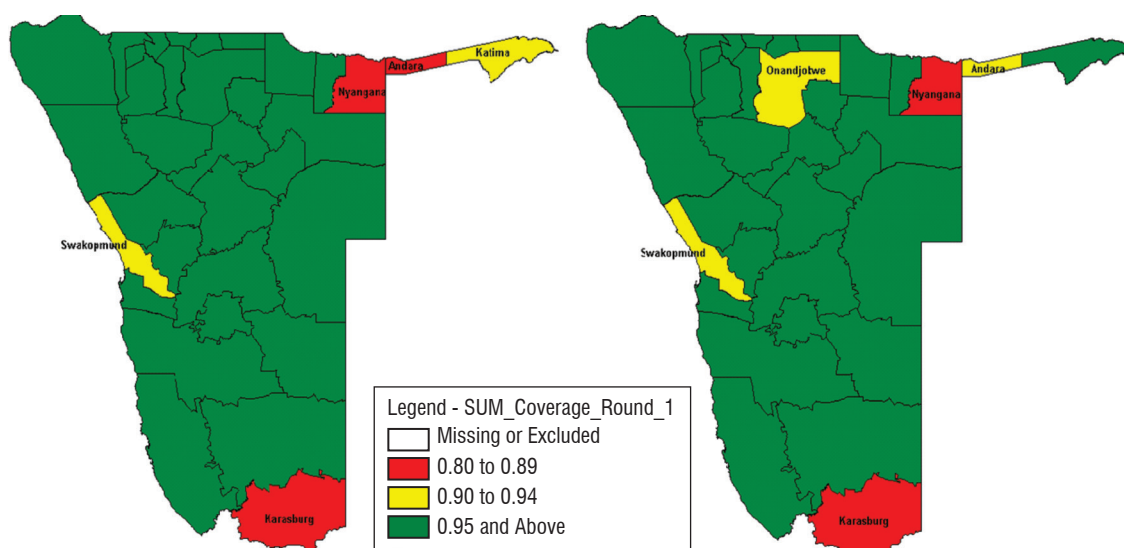 Katima
Andara
Nyangana
Swakopmund
Karasburg
Onandjotwe
Andara
Nyangana
Swakopmund
Karasburg
Legend - SUM_Coverage_Round_1
Missing or Excluded
0.80 to 0.89
0.90 to 0.94
0.95 and Above